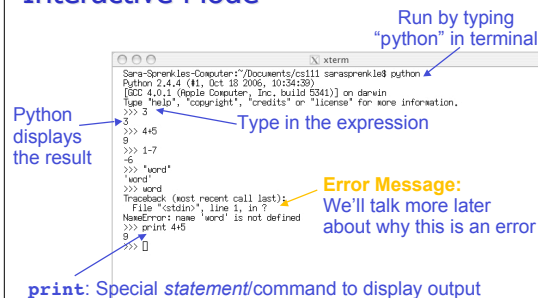 Interactive Mode
Run by typing
"python" in terminal
X xterm
Sara-Sprenkles-Computer:~/Documents/cs111 sarasprenkle$ python
Python 2.4.4 (#1, Oct 18 2006, 10:34:39)
[GCC 4.0.1 (Apple Computer, Inc. build 5341)] on darwin
Type "help", "copyright", "credits" or "license" for more information.
>>> 3
3
>>> 4+5
9
>>> 1-7
-6
>>> "word"
'word'
>>> word
Traceback (most recent call last):
File "<stdin>", line 1, in ?
NameError: name 'word' is not defined
>>> print 4+5
9
>>>
Python
displays
the result
Type in the expression
Error Message:
We'll talk more later
about why this is an error
print: Special statement/command to display output